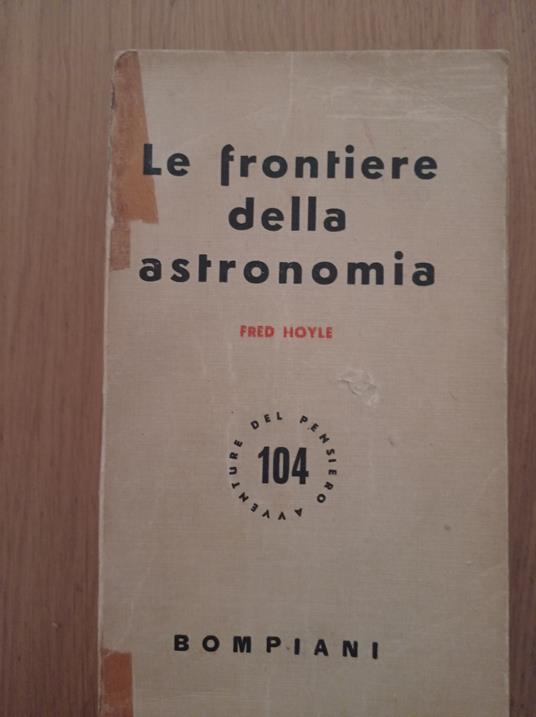 Le frontiere
della
astronomia
FRED HOYLE
AVVENTURE DEL PENSIERO
104
BOMPIANI